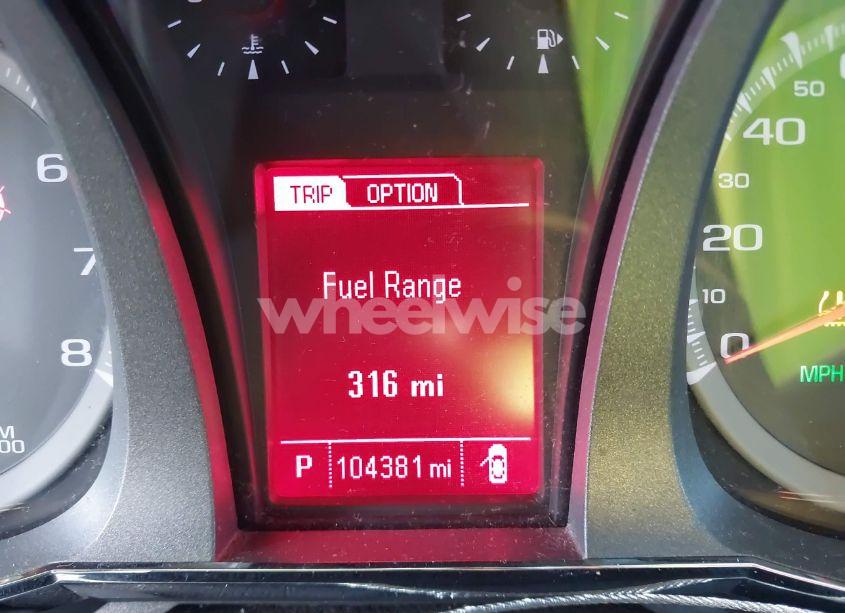 TRIP OPTION
Fuel Range
wheelwise
316 mi
P 104381 mi
6
7
8
50
40
30
20
10
0
MPH